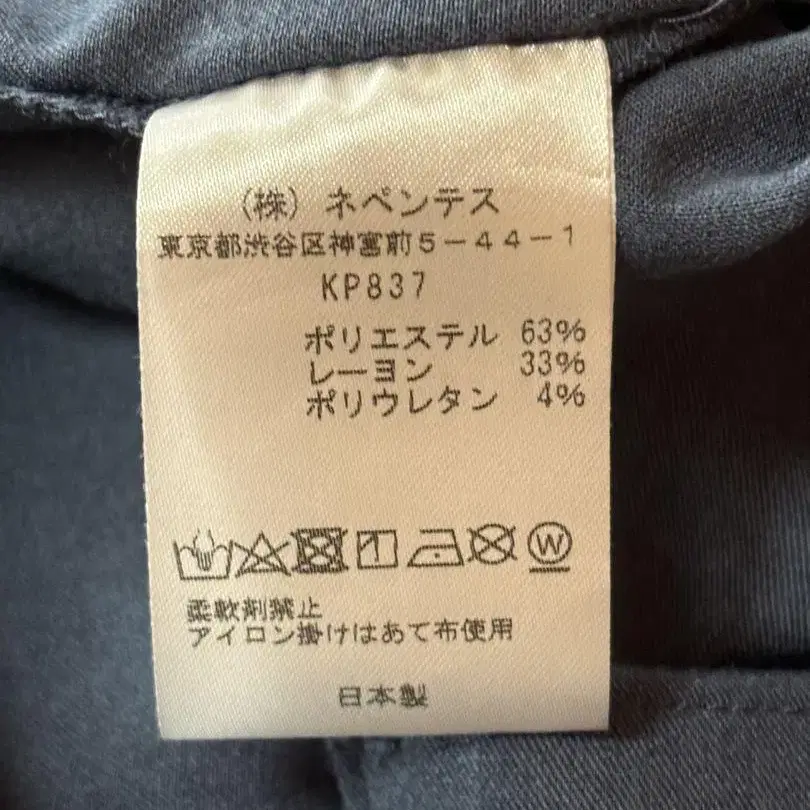 (株) ネペンテス
東京都渋谷区神宮前5-44-1
KP837
ポリエステル 63%
レーヨン 33%
ポリウレタン 4%
W
柔軟剤禁止
アイロン掛けはあて布使用
日本製